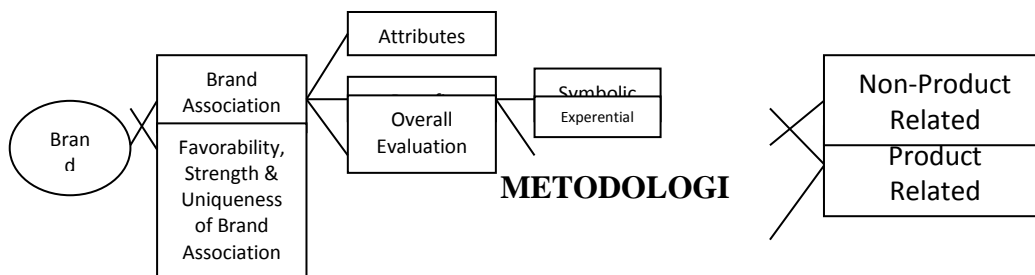 Attributes
Brand
Association
Bran
d
Favorability,
Strength &
Uniqueness
of Brand
Association
Overall
Evaluation
Symbolic
Experential
METODOLOGI
Non-Product
Related
Product
Related